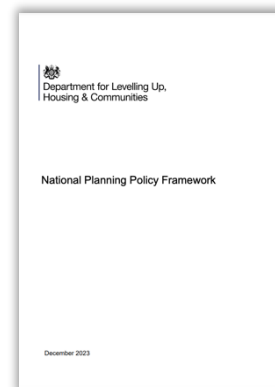 Department for Levelling Up,
Housing & Communities
National Planning Policy Framework
December 2023